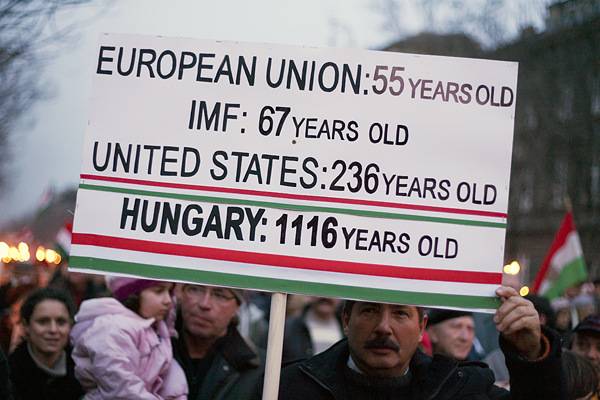 EUROPEAN UNION: 55 YEARS OLD
IMF: 67 YEARS OLD
UNITED STATES: 236 YEARS OLD
HUNGARY: 1116 YEARS OLD